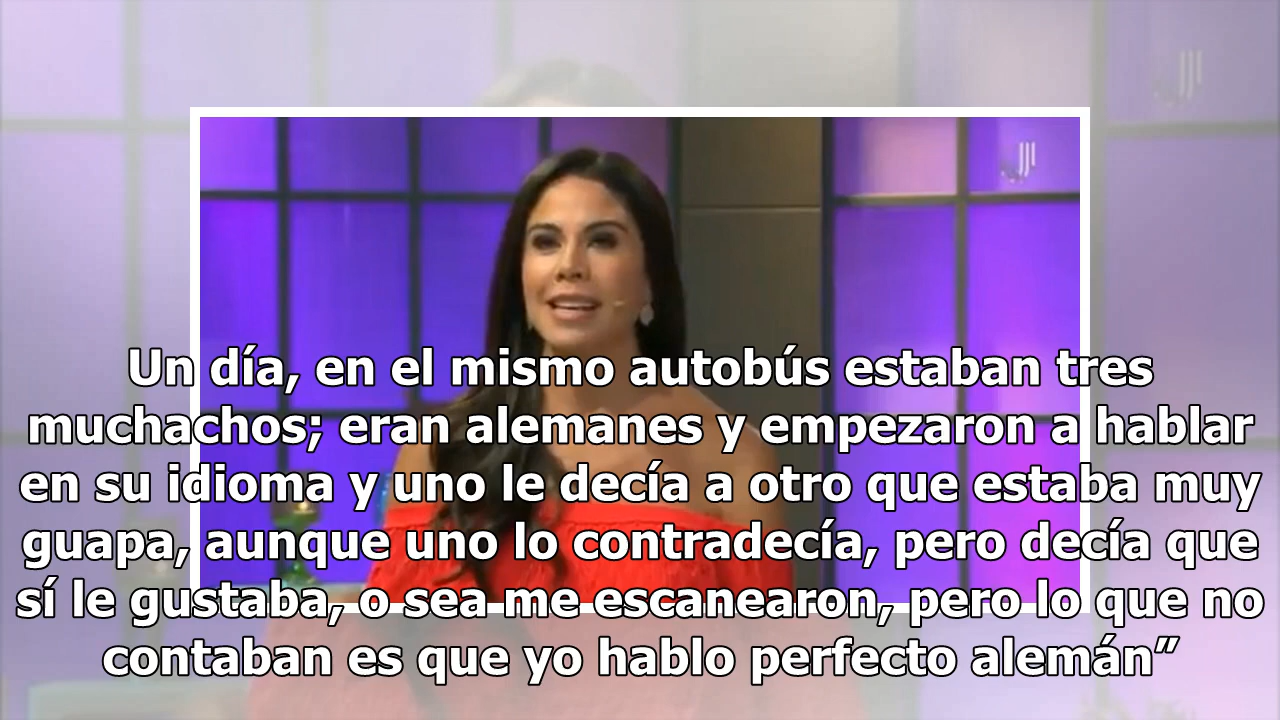 Un día, en el mismo autobús estaban tres
muchachos; eran alemanes y empezaron a hablar
en su idioma y uno le decía a otro que estaba muy
guapa, aunque uno lo contradecía, pero decía que
sí le gustaba, o sea me escanearon, pero lo que no
contaban es que yo hablo perfecto alemán”